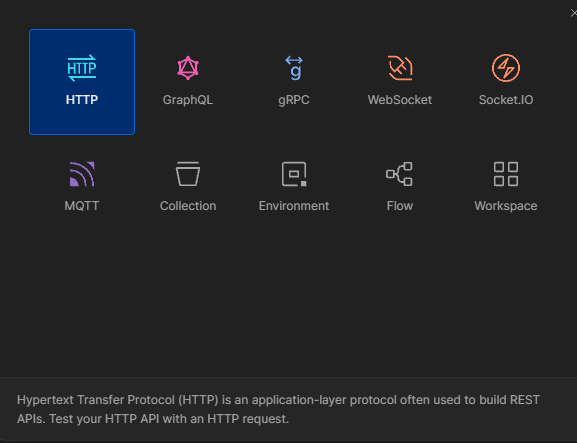 HTTP
HTTP GraphQL g gRPC WebSocket Socket.IO
MQTT Collection Environment Flow Workspace
Hypertext Transfer Protocol (HTTP) is an application-layer protocol often used to build REST
APIs. Test your HTTP API with an HTTP request.